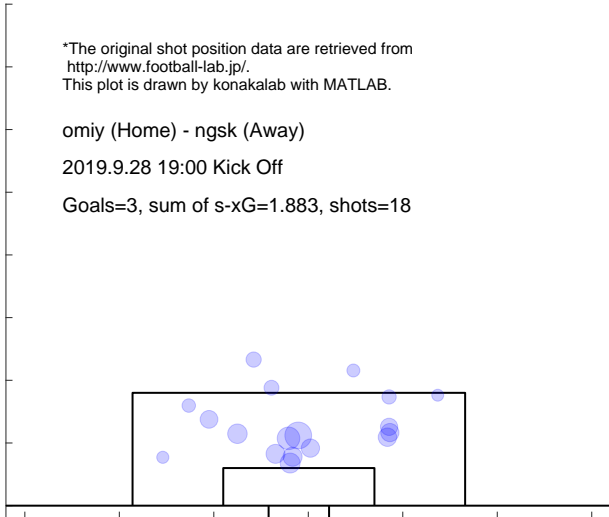 *The original shot position data are retrieved from
http://www.football-lab.jp/.
This plot is drawn by konakalab with MATLAB.
omiy (Home) - ngsk (Away)
2019.9.28 19:00 Kick Off
Goals=3, sum of s-xG=1.883, shots=18